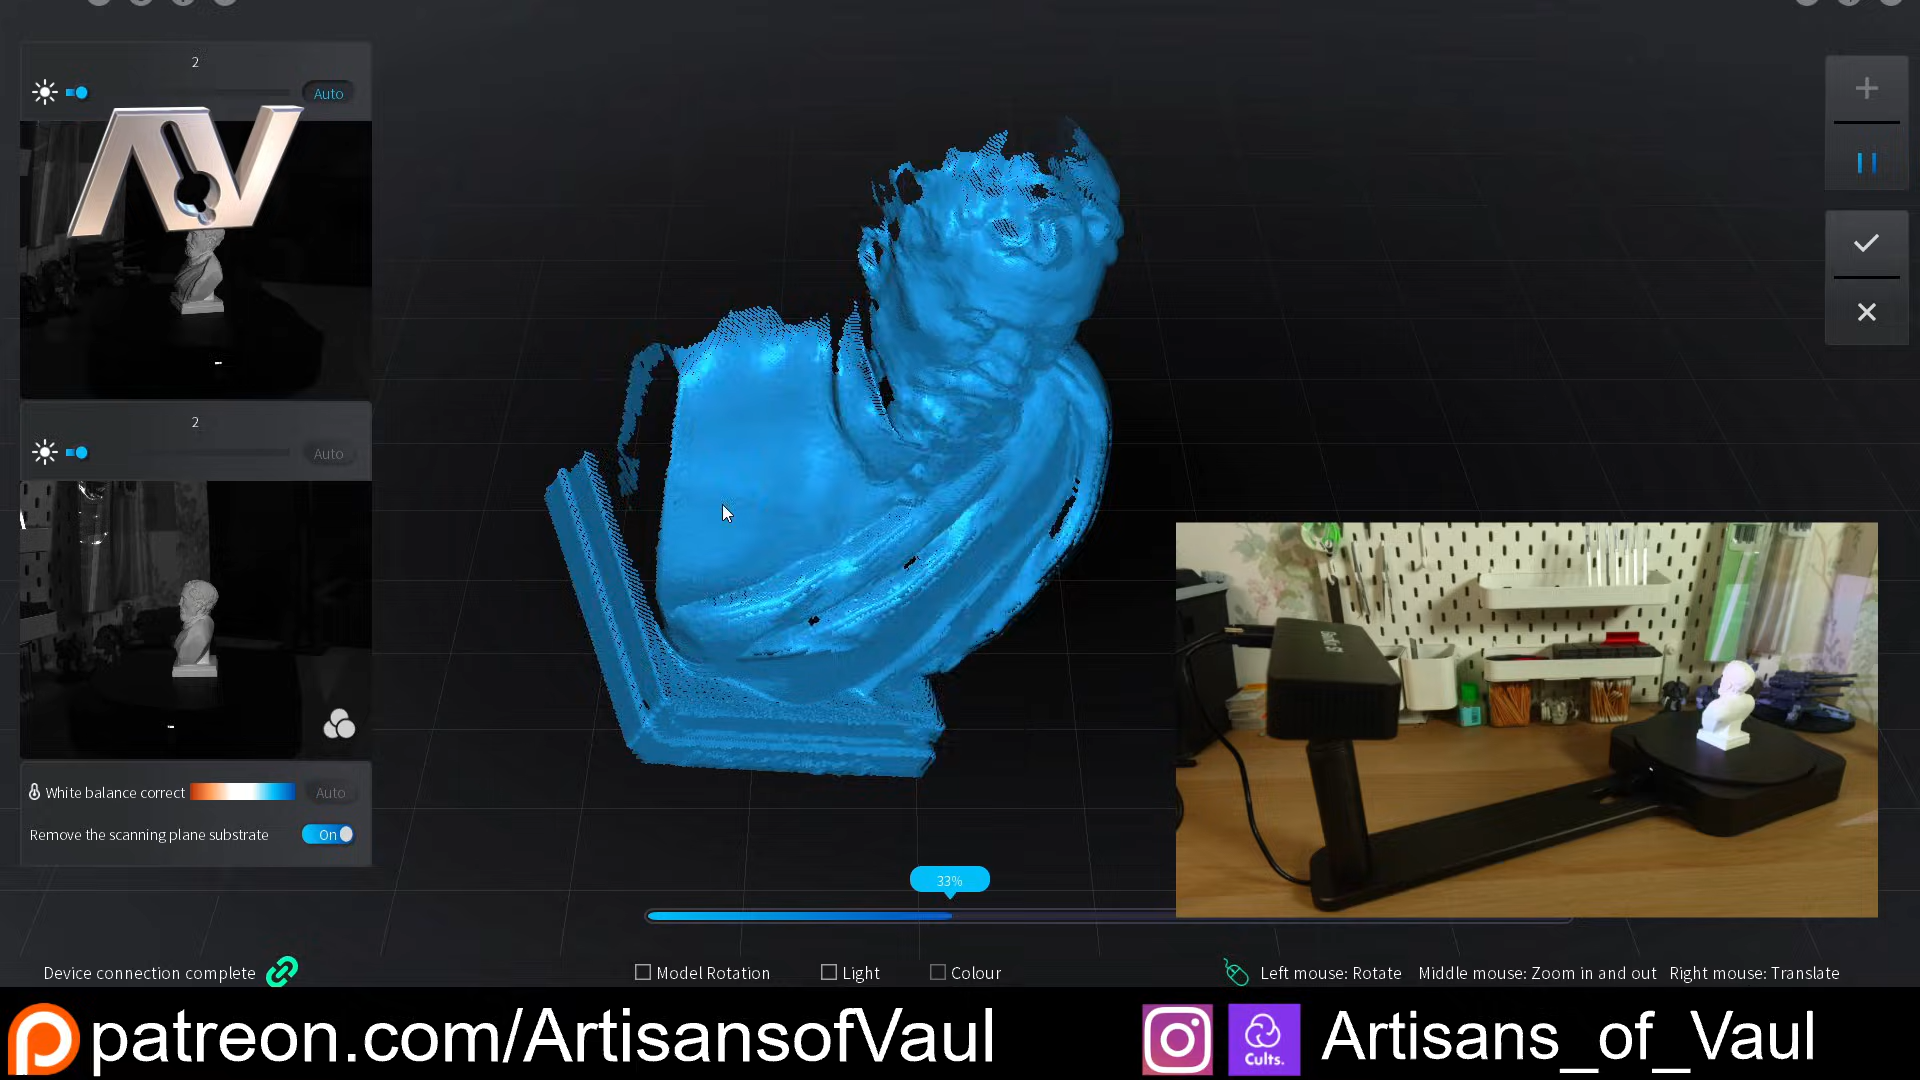 2
Auto
2
Auto
White balance correct
Auto
Remove the scanning plane substrate
On
33%
Device connection complete
Model Rotation
Light
Colour
Left mouse: Rotate
Middle mouse: Zoom in and out
Right mouse: Translate
patreon.com/ArtisansofVaul
Cults.
Artisans_of_Vaul